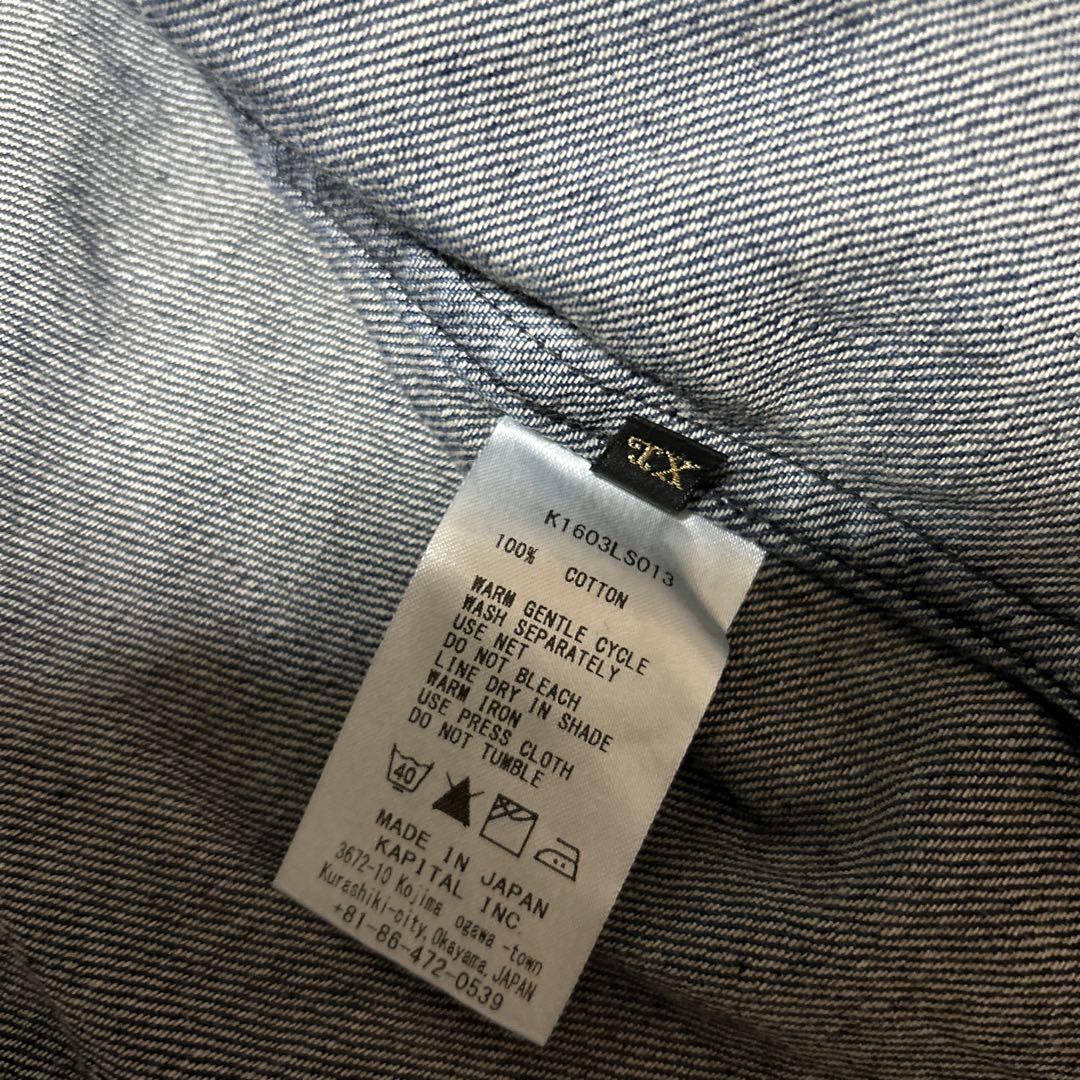 XL
K1603LS013
100% COTTON
WARM GENTLE CYCLE
WASH SEPARATELY
USE NET
DO NOT BLEACH
LINE DRY IN SHADE
WARM IRON
USE PRESS CLOTH
DO NOT TUMBLE
40
MADE IN JAPAN
KAPITAL INC.
3672-10 Kojima ogawa -town
Kurashiki-city, Okayama, JAPAN
+81-86-472-0539